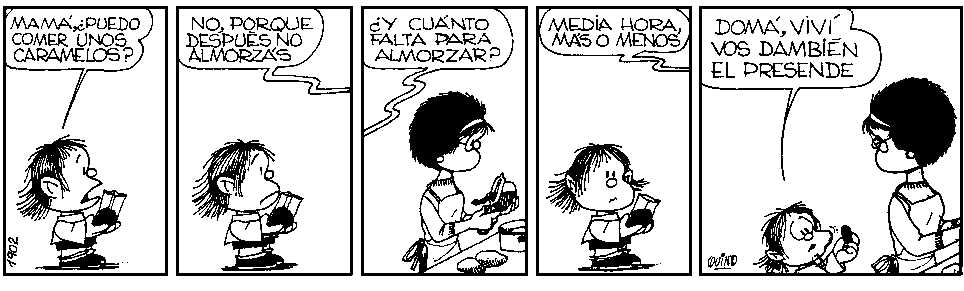 MAMÁ,¿PUEDO
COMER UNOS
CARAMELOS?
NO, PORQUE
DESPUÉS NO
ALMORZÁS
¿Y CUÁNTO
FALTA PARA
ALMORZAR?
MEDIA HORA,
MÁS O MENOS
DOMÁ, VIVÍ
VOS DAMBIÉN
EL PRESENDE
1902
QUINO